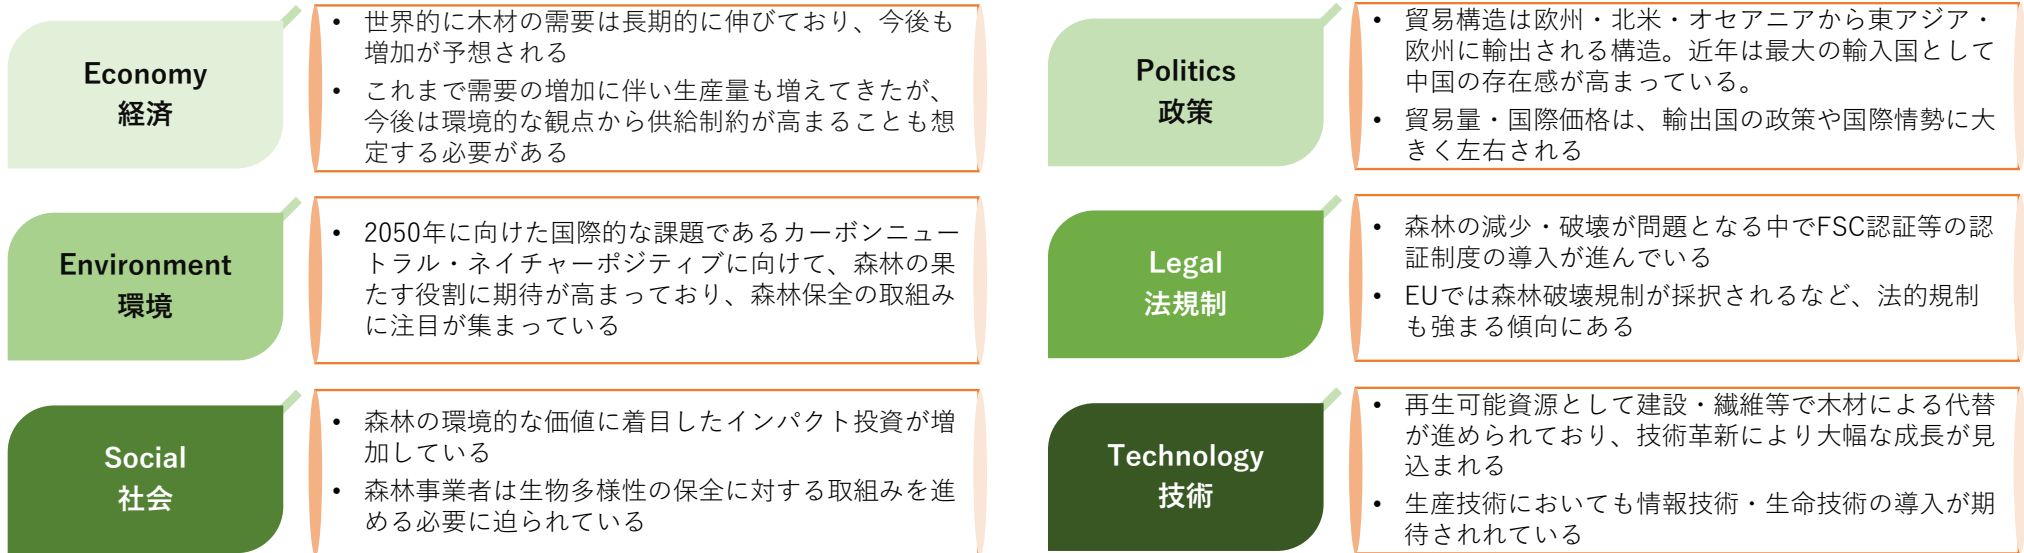 Economy
経済
• 世界的に木材の需要は長期的に伸びており、今後も
増加が予想される
• これまで需要の増加に伴い生産量も増えてきたが、
今後は環境的な観点から供給制約が高まることも想
定する必要がある
Politics
政策
• 貿易構造は欧州・北米・オセアニアから東アジア・
欧州に輸出される構造。近年は最大の輸入国として
中国の存在感が高まっている。
• 貿易量・国際価格は、輸出国の政策や国際情勢に大
きく左右される
Environment
環境
• 2050年に向けた国際的な課題であるカーボンニュー
トラル・ネイチャーポジティブに向けて、森林の果
たす役割に期待が高まっており、森林保全の取組み
に注目が集まっている
Legal
法規制
• 森林の減少・破壊が問題となる中でFSC認証等の認
証制度の導入が進んでいる
• EUでは森林破壊規制が採択されるなど、法的規制
も強まる傾向にある
Social
社会
• 森林の環境的な価値に着目したインパクト投資が増
加している
• 森林事業者は生物多様性の保全に対する取組みを進
める必要に迫られている
Technology
技術
• 再生可能資源として建設・繊維等で木材による代替
が進められており、技術革新により大幅な成長が見
込まれる
• 生産技術においても情報技術・生命技術の導入が期
待されれている